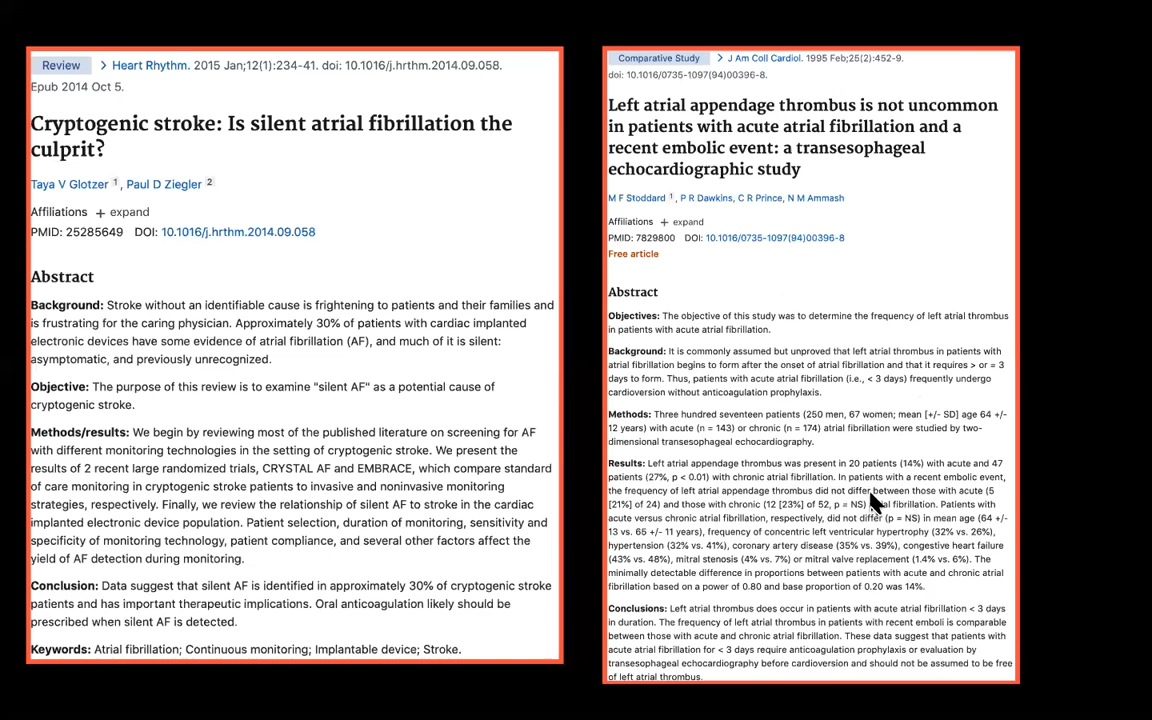 Review > Heart Rhythm. 2015 Jan;12(1):234-41. doi: 10.1016/j.hrthm.2014.09.058.
Epub 2014 Oct 5.
Cryptogenic stroke: Is silent atrial fibrillation the
culprit?
Taya V Glotzer 1, Paul D Ziegler 2
Affiliations + expand
PMID: 25285649 DOI: 10.1016/j.hrthm.2014.09.058
Abstract
Background: Stroke without an identifiable cause is frightening to patients and their families and
is frustrating for the caring physician. Approximately 30% of patients with cardiac implanted
electronic devices have some evidence of atrial fibrillation (AF), and much of it is silent:
asymptomatic, and previously unrecognized.
Objective: The purpose of this review is to examine "silent AF" as a potential cause of
cryptogenic stroke.
Methods/results: We begin by reviewing most of the published literature on screening for AF
with different monitoring technologies in the setting of cryptogenic stroke. We present the
results of 2 recent large randomized trials, CRYSTAL AF and EMBRACE, which compare standard
of care monitoring in cryptogenic stroke patients to invasive and noninvasive monitoring
strategies, respectively. Finally, we review the relationship of silent AF to stroke in the cardiac
implanted electronic device population. Patient selection, duration of monitoring, sensitivity and
specificity of monitoring technology, patient compliance, and several other factors affect the
yield of AF detection during monitoring.
Conclusion: Data suggest that silent AF is identified in approximately 30% of cryptogenic stroke
patients and has important therapeutic implications. Oral anticoagulation likely should be
prescribed when silent AF is detected.
Keywords: Atrial fibrillation; Continuous monitoring; Implantable device; Stroke.
Comparative Study > J Am Coll Cardiol. 1995 Feb;25(2):452-9.
doi: 10.1016/0735-1097(94)00396-8.
Left atrial appendage thrombus is not uncommon
in patients with acute atrial fibrillation and a
recent embolic event: a transesophageal
echocardiographic study
M F Stoddard 1, P R Dawkins, C R Prince, N M Ammash
Affiliations + expand
PMID: 7829800 DOI: 10.1016/0735-1097(94)00396-8
Free article
Abstract
Objectives: The objective of this study was to determine the frequency of left atrial thrombus
in patients with acute atrial fibrillation.
Background: It is commonly assumed but unproved that left atrial thrombus in patients with
atrial fibrillation begins to form after the onset of atrial fibrillation and that it requires > or = 3
days to form. Thus, patients with acute atrial fibrillation (i.e., < 3 days) frequently undergo
cardioversion without anticoagulation prophylaxis.
Methods: Three hundred seventeen patients (250 men, 67 women; mean [+/- SD] age 64 +/-
12 years) with acute (n = 143) or chronic (n = 174) atrial fibrillation were studied by two-
dimensional transesophageal echocardiography.
Results: Left atrial appendage thrombus was present in 20 patients (14%) with acute and 47
patients (27%, p < 0.01) with chronic atrial fibrillation. In patients with a recent embolic event,
the frequency of left atrial appendage thrombus did not differ between those with acute (5
[21%] of 24) and those with chronic (12 [23%] of 52, p = NS) fibrillation. Patients with
acute versus chronic atrial fibrillation, respectively, did not differ (p = NS) in mean age (64 +/-
13 vs. 65 +/- 11 years), frequency of concentric left ventricular hypertrophy (32% vs. 26%),
hypertension (32% vs. 41%), coronary artery disease (35% vs. 39%), congestive heart failure
(43% vs. 48%), mitral stenosis (4% vs. 7%) or mitral valve replacement (1.4% vs. 6%). The
minimally detectable difference in proportions between patients with acute and chronic atrial
fibrillation based on a power of 0.80 and base proportion of 0.20 was 14%.
Conclusions: Left atrial thrombus does occur in patients with acute atrial fibrillation < 3 days
in duration. The frequency of left atrial thrombus in patients with recent emboli is comparable
between those with acute and chronic atrial fibrillation. These data suggest that patients with
acute atrial fibrillation for < 3 days require anticoagulation prophylaxis or evaluation by
transesophageal echocardiography before cardioversion and should not be assumed to be free
of left atrial thrombus.